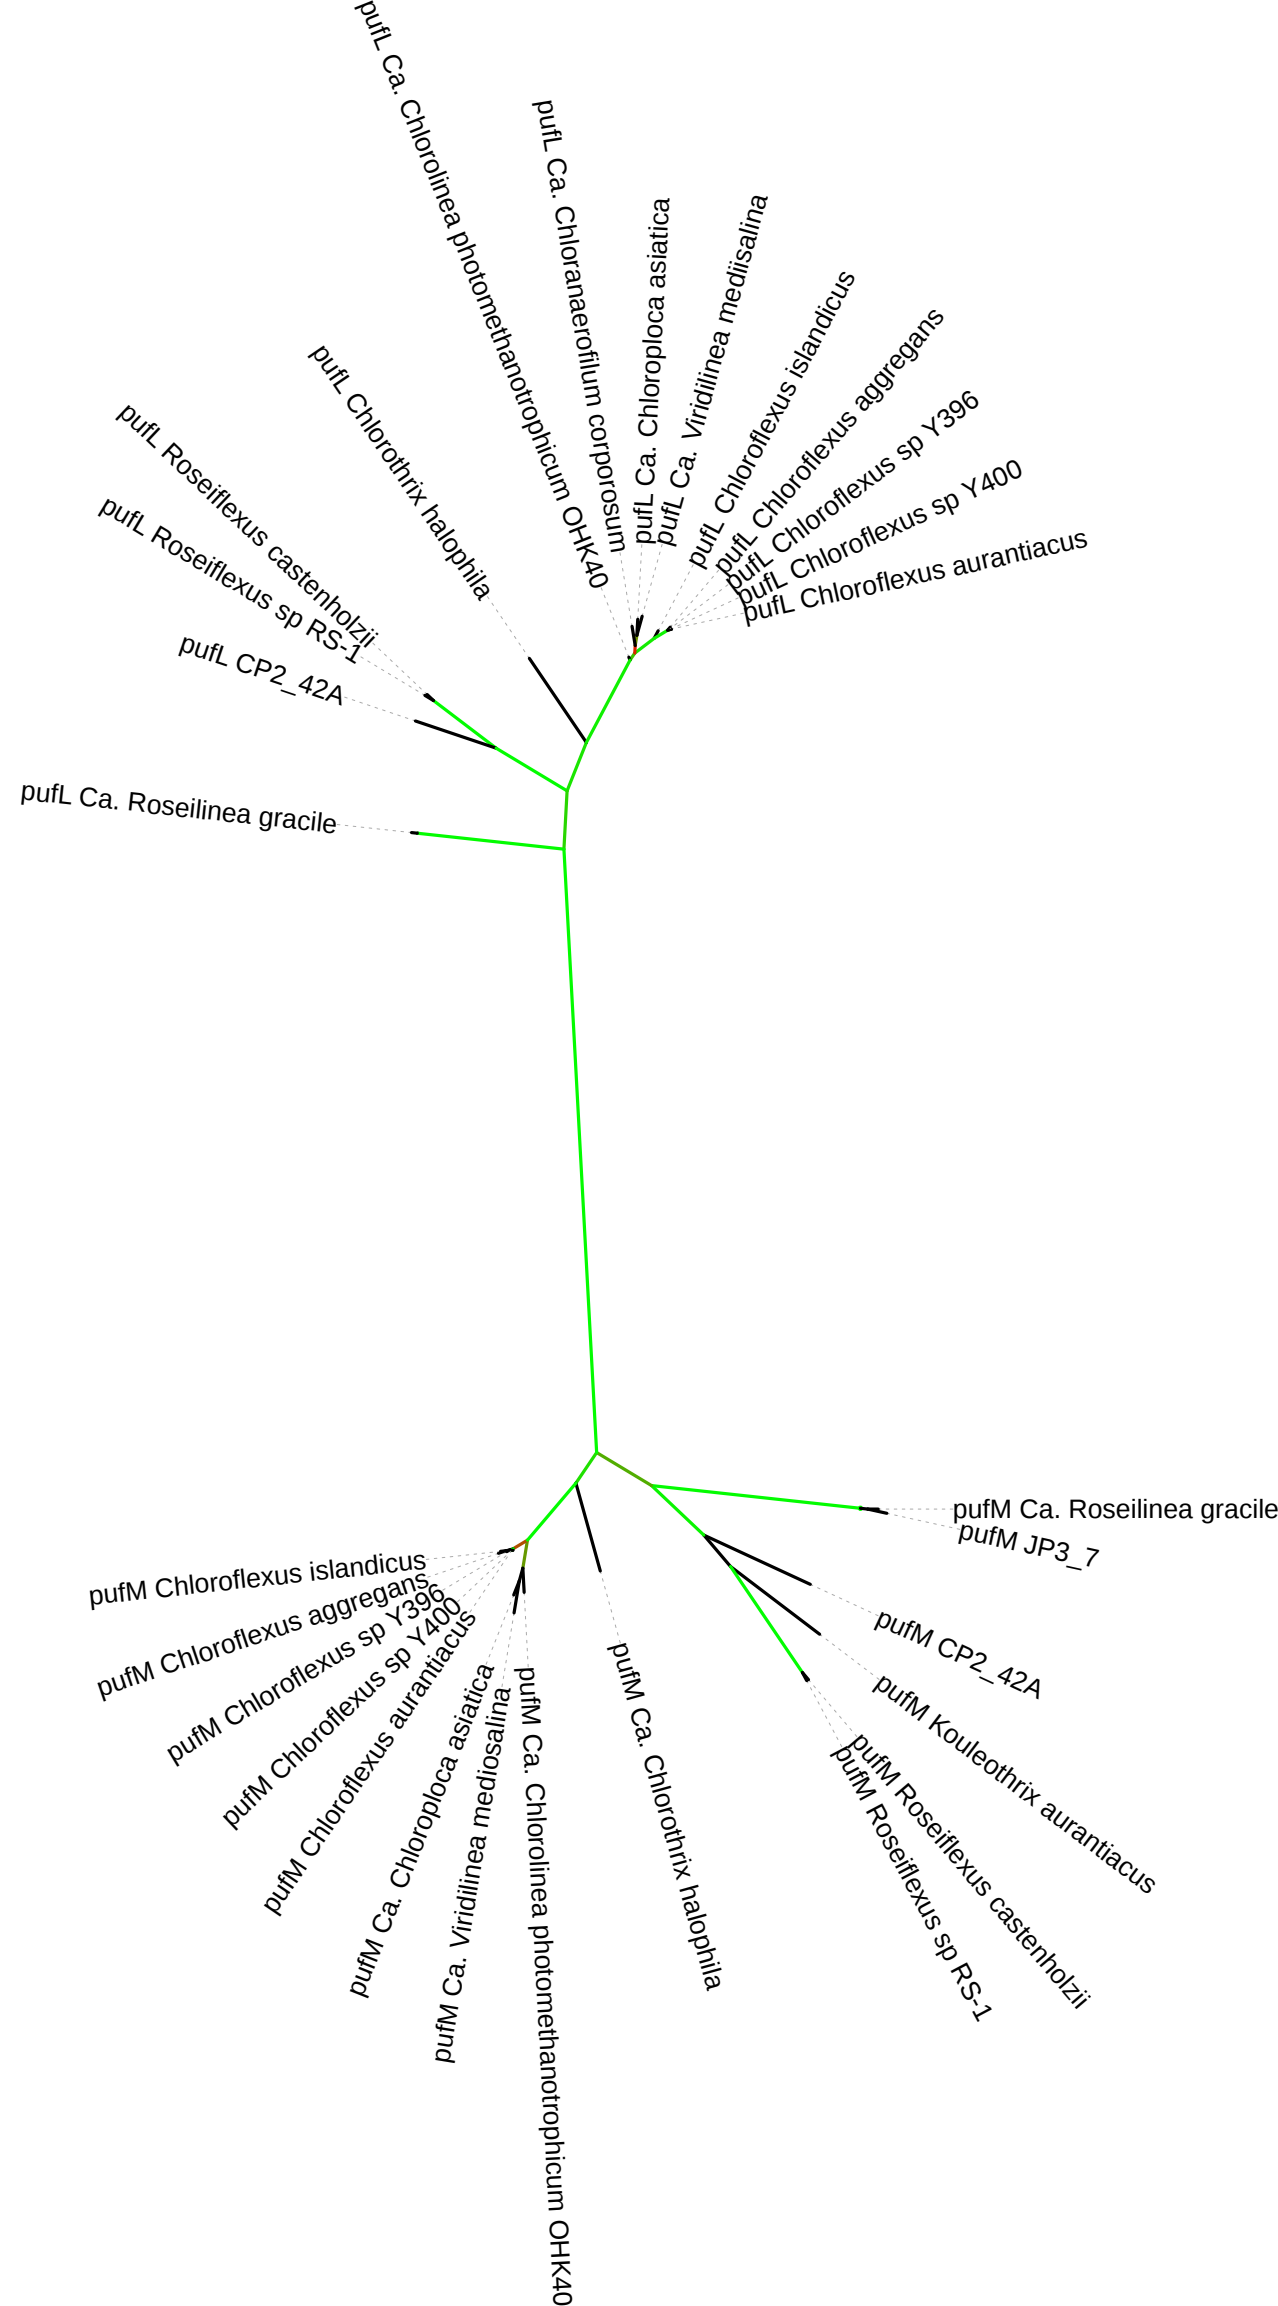 pufL Ca. Chlorolinea photomethanotrophicum OHK40
pufL Ca. Chloranaerofilum corporosum
pufL Ca. Chloroploca asiatica
pufL Ca. Viridilinea mediisalina
pufL Chloroflexus islandicus
pufL Chloroflexus aggregans
pufL Chloroflexus sp Y396
pufL Chloroflexus sp Y400
pufL Chloroflexus aurantiacus
pufL Chlorothrix halophila
pufL Roseiflexus castenholzii
pufL Roseiflexus sp RS-1
pufL CP2_42A
pufL Ca. Roseilinea gracile
pufM Ca. Roseilinea gracile
pufM JP3_7
pufM CP2_42A
pufM Kouleothrix aurantiacus
pufM Roseiflexus castenholzii
pufM Roseiflexus sp RS-1
pufM Ca. Chlorothrix halophila
pufM Ca. Chlorolinea photomethanotrophicum OHK40
pufM Ca. Viridilinea mediosalina
pufM Ca. Chloroploca asiatica
pufM Chloroflexus aurantiacus
pufM Chloroflexus sp Y400
pufM Chloroflexus sp Y396
pufM Chloroflexus aggregans
pufM Chloroflexus islandicus